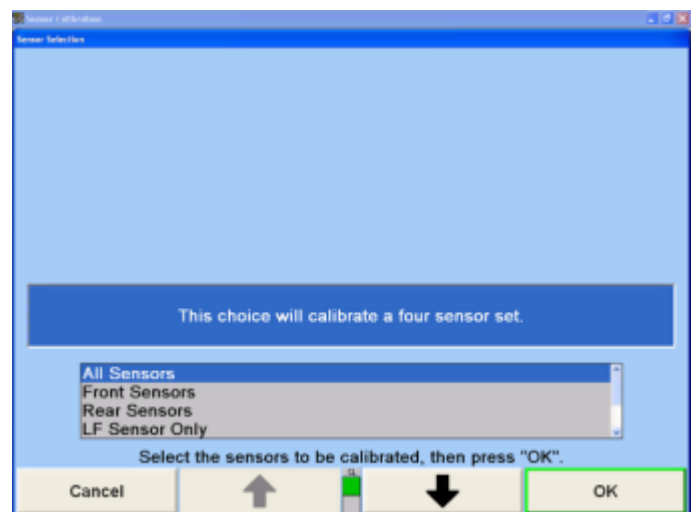 Sensor Calibration
Sensor Selection
This choice will calibrate a four sensor set.
All Sensors
Front Sensors
Rear Sensors
LF Sensor Only
Select the sensors to be calibrated, then press "OK".
Cancel
OK